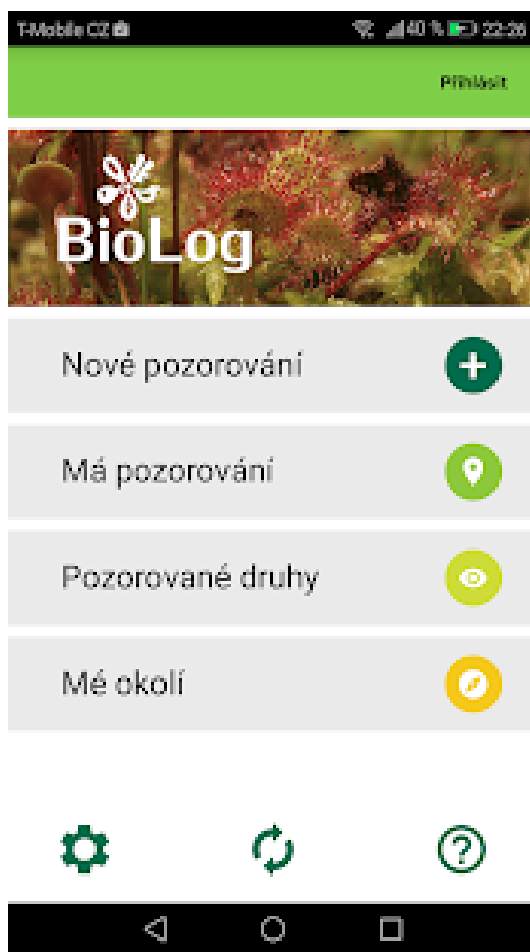 T-Mobile CZ 40 % 22:26
Přihlásit
BioLog
Nové pozorování
Má pozorování
Pozorované druhy
Mé okolí